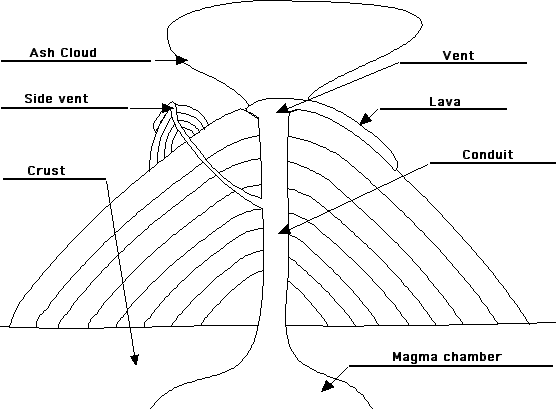 Ash Cloud
Vent
Side vent
Lava
Conduit
Crust
Magma chamber